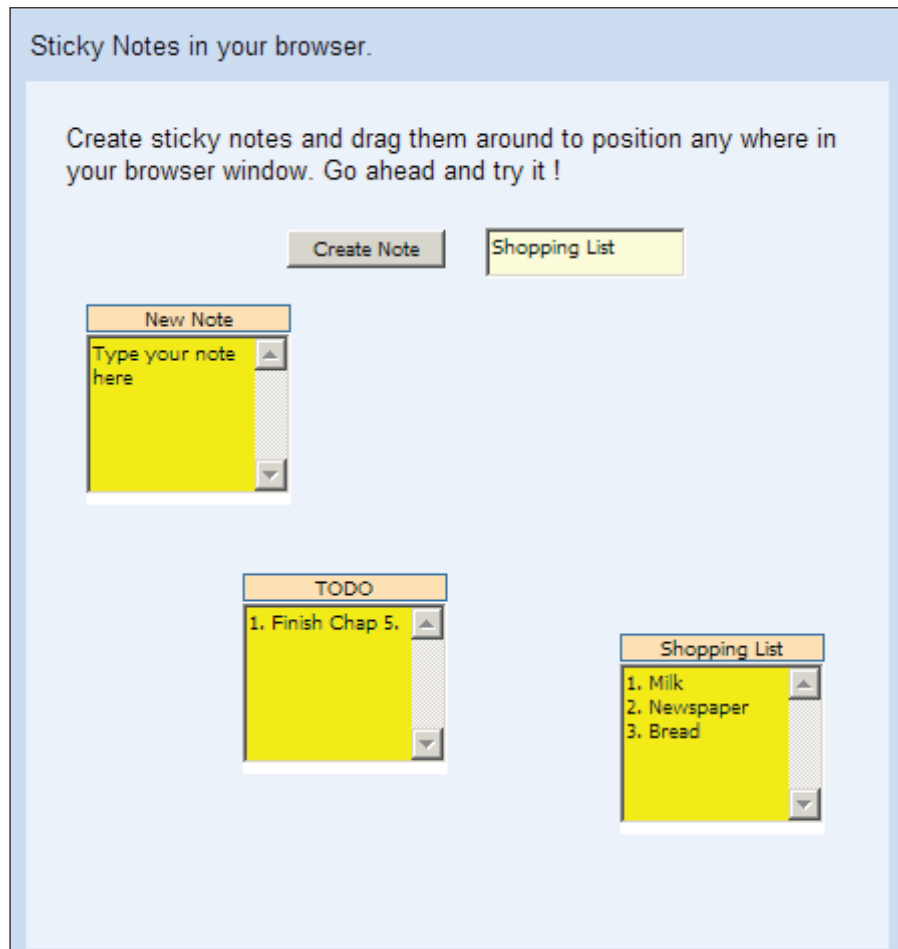 Sticky Notes in your browser.
Create sticky notes and drag them around to position any where in
your browser window. Go ahead and try it !
Create Note
Shopping List
New Note
Type your note
here
TODO
1. Finish Chap 5.
Shopping List
1. Milk
2. Newspaper
3. Bread